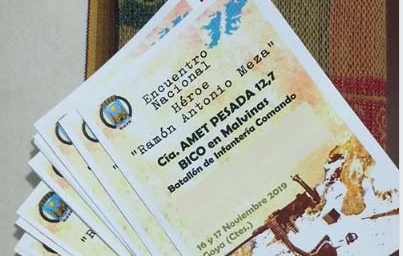 Encuentro
Nacional
Héroe
"Ramón Antonio Meza"
Cía. AMET PESADA 12,7
BICO en Malvinas
Batallón de Infantería Comando
16 y 17 Noviembre 2019
Goya (Ctes.)